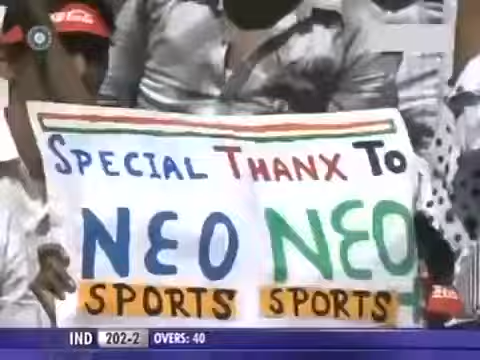 SPECIAL THANX TO
NEO NEO
SPORTS SPORTS
IND 202-2 OVERS: 40